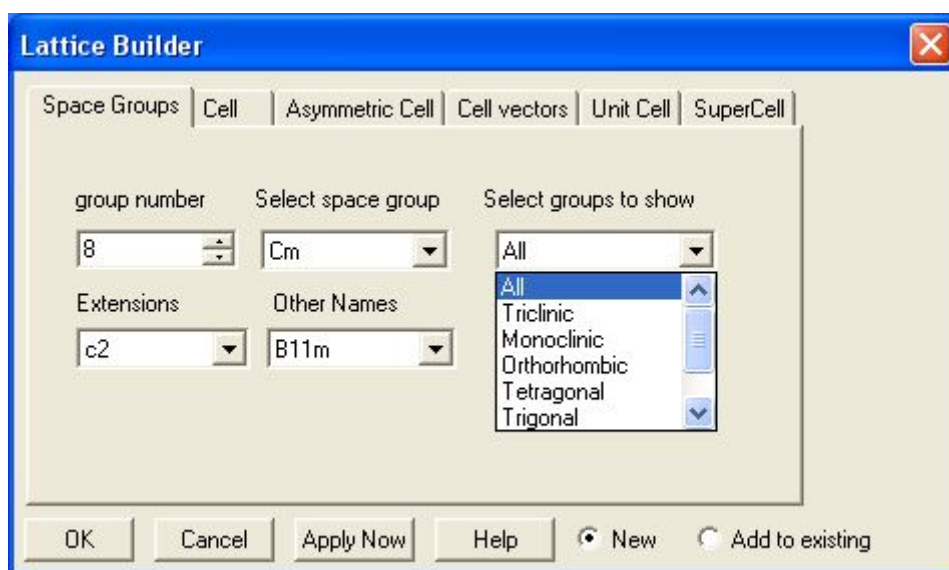 Lattice Builder
Space Groups Cell Asymmetric Cell Cell vectors Unit Cell SuperCell
group number Select space group Select groups to show
8 Cm All
All
Triclinic
Monoclinic
Orthorhombic
Tetragonal
Trigonal
Extensions Other Names
c2 B11m
OK Cancel Apply Now Help New Add to existing